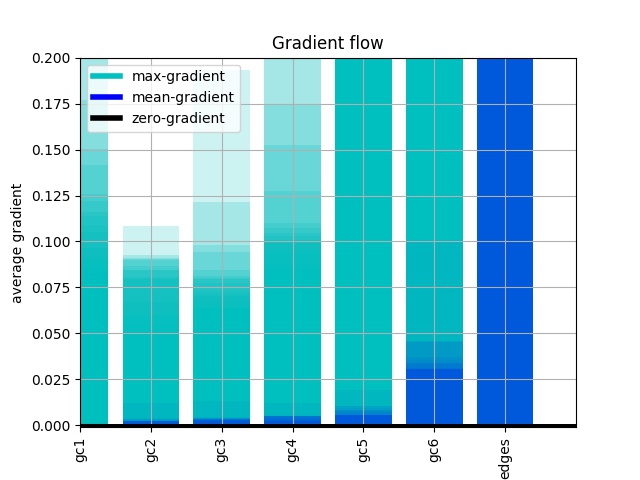 Gradient flow
max-gradient
mean-gradient
zero-gradient
average gradient
0.200
0.175
0.150
0.125
0.100
0.075
0.050
0.025
0.000
gc1
gc2
gc3
gc4
gc5
gc6
edges